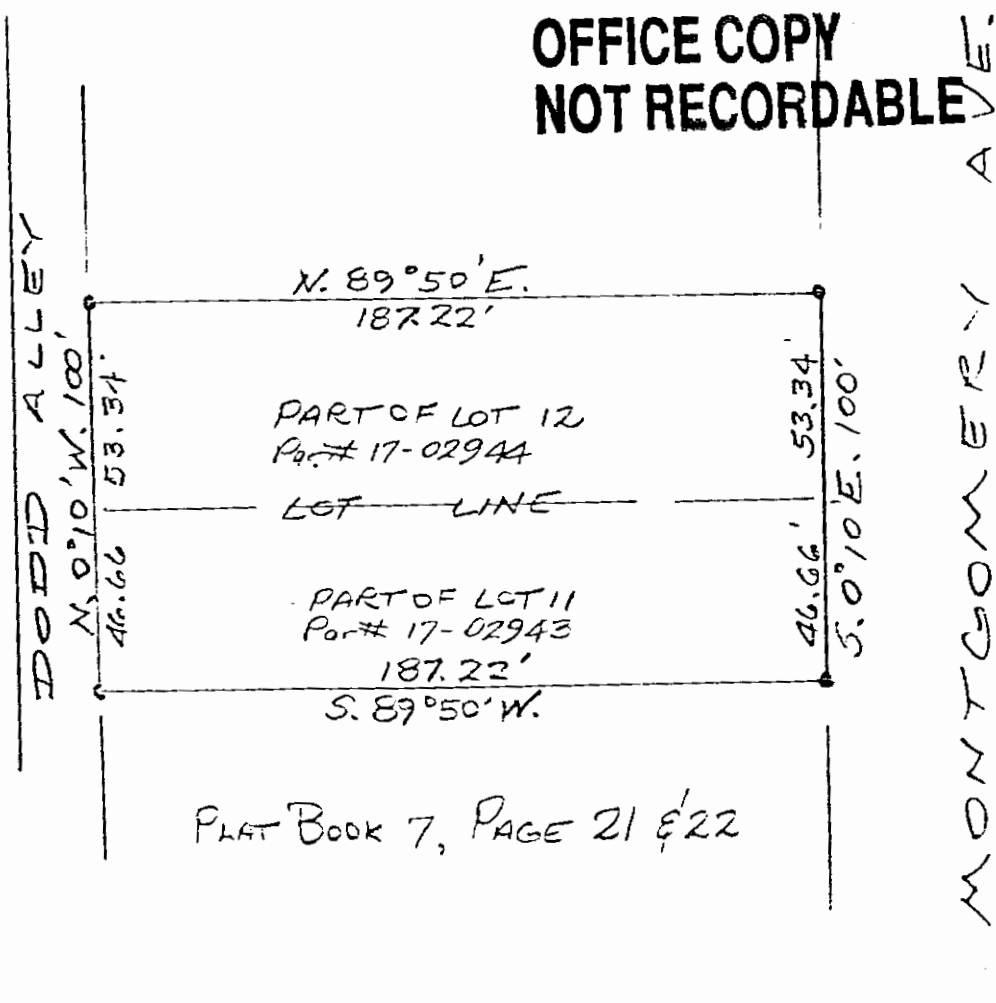 OFFICE COPY
NOT RECORDABLE
MONTGOMERY AVE.
DODD ALLEY
N. 89°50'E.
187.22'
N. 0°10'W. 100'
53.34'
53.34'
S. 0°10'E. 100'
PART OF LOT 12
Par# 17-02944
LOT LINE
46.66
46.66'
PART OF LOT 11
Par# 17-02943
187.22'
S. 89°50'W.
PLAT BOOK 7, PAGE 21 & 22